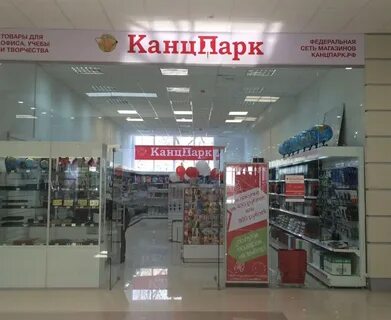 ТОВАРЫ ДЛЯ
ОФИСА, УЧЕБЫ
И ТВОРЧЕСТВА
КанцПарк
ФЕДЕРАЛЬНАЯ
СЕТЬ МАГАЗИНОВ
КАНЦПАРК.РФ
КанцПарк